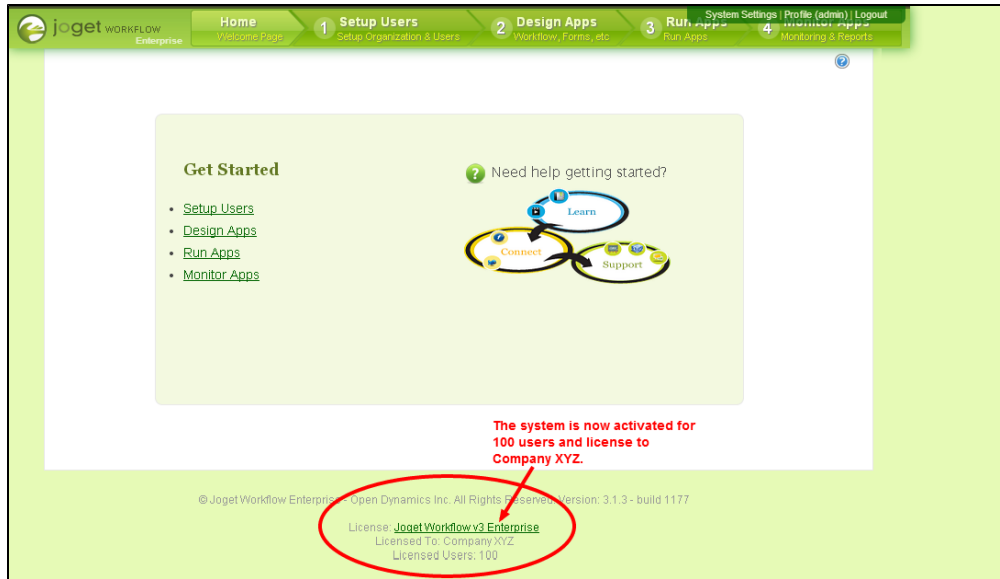 joget WORKFLOW
Enterprise
Home
Welcome Page
1 Setup Users
Setup Organization & Users
2 Design Apps
Workflow, Forms, etc
3 Run Apps
Run Apps
4 Monitor Apps
Monitoring & Reports
System Settings | Profile (admin) | Logout
Get Started
• Setup Users
• Design Apps
• Run Apps
• Monitor Apps
? Need help getting started?
Learn
Connect
Support
The system is now activated for
100 users and license to
Company XYZ.
© Joget Workflow Enterprise - Open Dynamics Inc. All Rights Reserved. Version: 3.1.3 - build 1177
License: Joget Workflow v3 Enterprise
Licensed To: Company XYZ
Licensed Users: 100